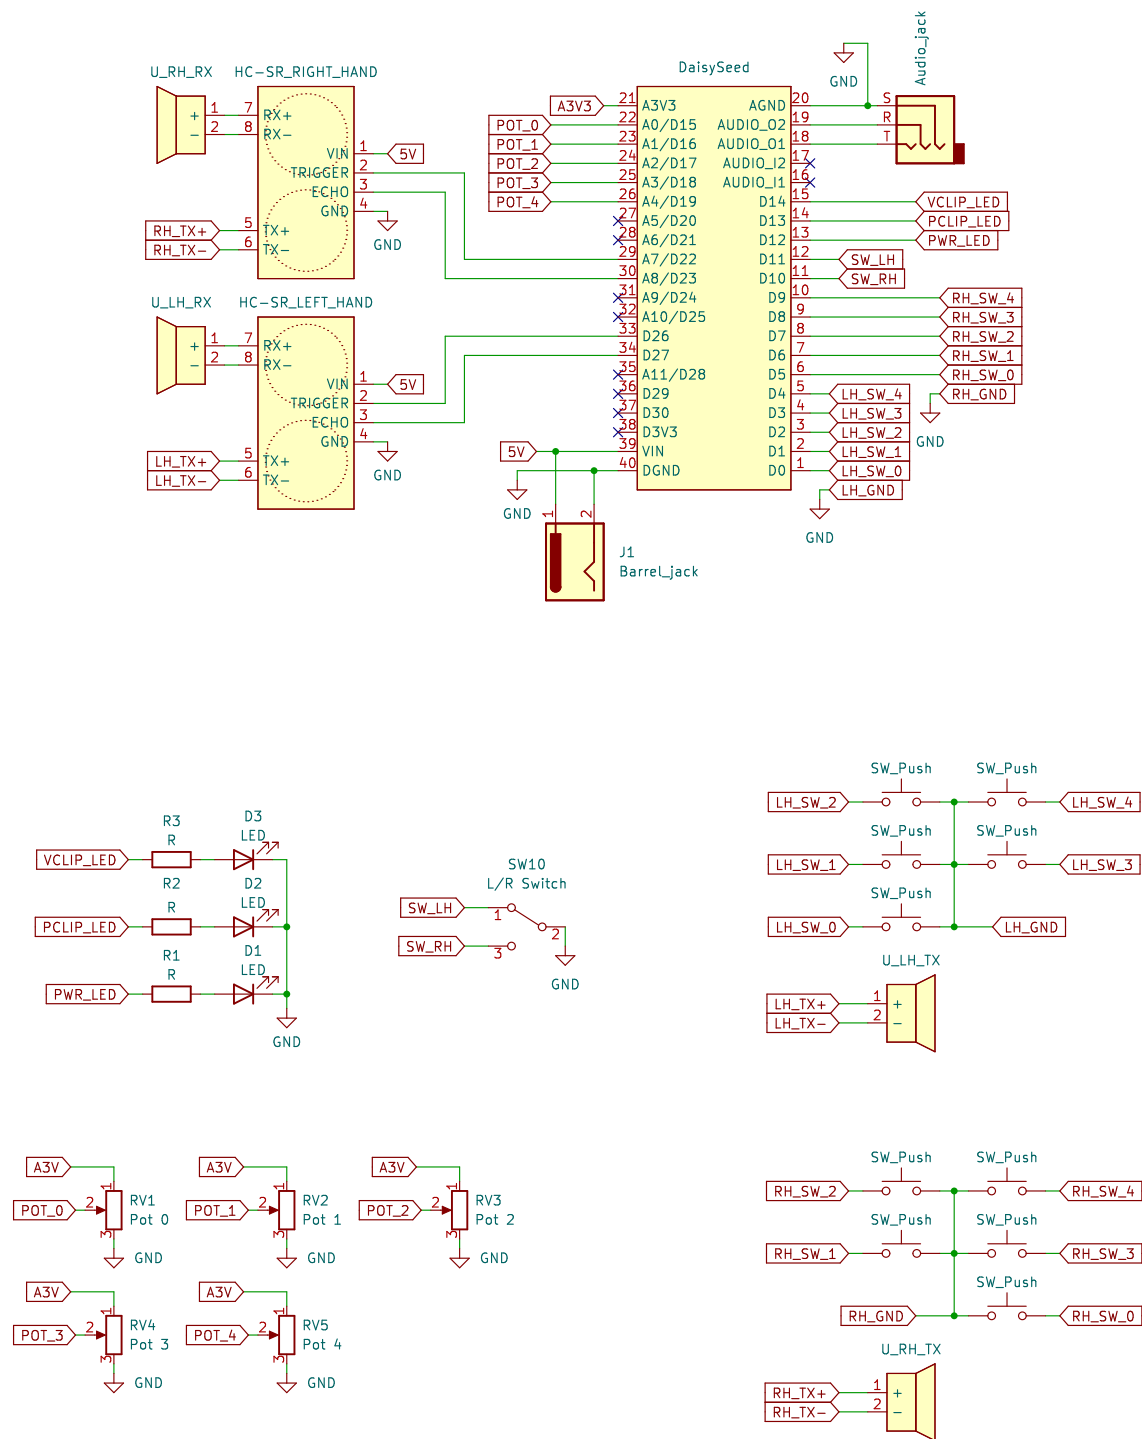 Audio_jack
U_RH_RX
HC-SR_RIGHT_HAND
+
-
1
2
7
8
RX+
RX-
VIN
TRIGGER
ECHO
GND
1
2
3
4
5V
GND
RH_TX+
RH_TX-
5
6
TX+
TX-
U_LH_RX
HC-SR_LEFT_HAND
+
-
1
2
7
8
RX+
RX-
VIN
TRIGGER
ECHO
GND
1
2
3
4
5V
GND
LH_TX+
LH_TX-
5
6
TX+
TX-
DaisySeed
A3V3 21 A3V3
POT_0 22 A0/D15
POT_1 23 A1/D16
POT_2 24 A2/D17
POT_3 25 A3/D18
POT_4 26 A4/D19
27 A5/D20
28 A6/D21
29 A7/D22
30 A8/D23
31 A9/D24
32 A10/D25
33 D26
34 D27
35 A11/D28
36 D29
37 D30
38 D3V3
5V 39 VIN
40 DGND
GND
AGND 20 S
AUDIO_O2 19 R
AUDIO_O1 18 T
AUDIO_I2 17
AUDIO_I1 16
D14 15 VCLIP_LED
D13 14 PCLIP_LED
D12 13 PWR_LED
D11 12 SW_LH
D10 11 SW_RH
D9 10 RH_SW_4
D8 9 RH_SW_3
D7 8 RH_SW_2
D6 7 RH_SW_1
D5 6 RH_SW_0
D4 5 LH_SW_4
RH_GND
D3 4 LH_SW_3
D2 3 LH_SW_2
D1 2 LH_SW_1
D0 1 LH_SW_0
LH_GND
GND
GND
GND
1
2
J1
Barrel_jack
VCLIP_LED
R3
R
D3
LED
PCLIP_LED
R2
R
D2
LED
PWR_LED
R1
R
D1
LED
GND
SW10
L/R Switch
SW_LH
1
2
SW_RH
3
GND
SW_Push
SW_Push
LH_SW_2
LH_SW_4
SW_Push
SW_Push
LH_SW_1
LH_SW_3
SW_Push
LH_SW_0
LH_GND
U_LH_TX
LH_TX+ 1 +
LH_TX- 2 -
A3V
1
POT_0 2
RV1
Pot 0
3
GND
A3V
1
POT_1 2
RV2
Pot 1
3
GND
A3V
1
POT_2 2
RV3
Pot 2
3
GND
A3V
1
POT_3 2
RV4
Pot 3
3
GND
A3V
1
POT_4 2
RV5
Pot 4
3
GND
SW_Push
SW_Push
RH_SW_2
RH_SW_4
SW_Push
SW_Push
RH_SW_1
RH_SW_3
SW_Push
RH_GND
RH_SW_0
U_RH_TX
RH_TX+ 1 +
RH_TX- 2 -